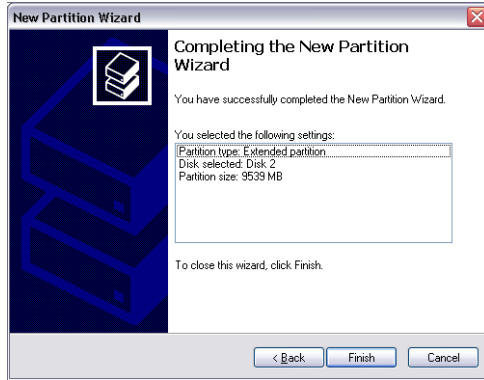 New Partition Wizard
Completing the New Partition
Wizard
You have successfully completed the New Partition Wizard.
You selected the following settings:
Partition type: Extended partition
Disk selected: Disk 2
Partition size: 9539 MB
To close this wizard, click Finish.
< Back
Finish
Cancel